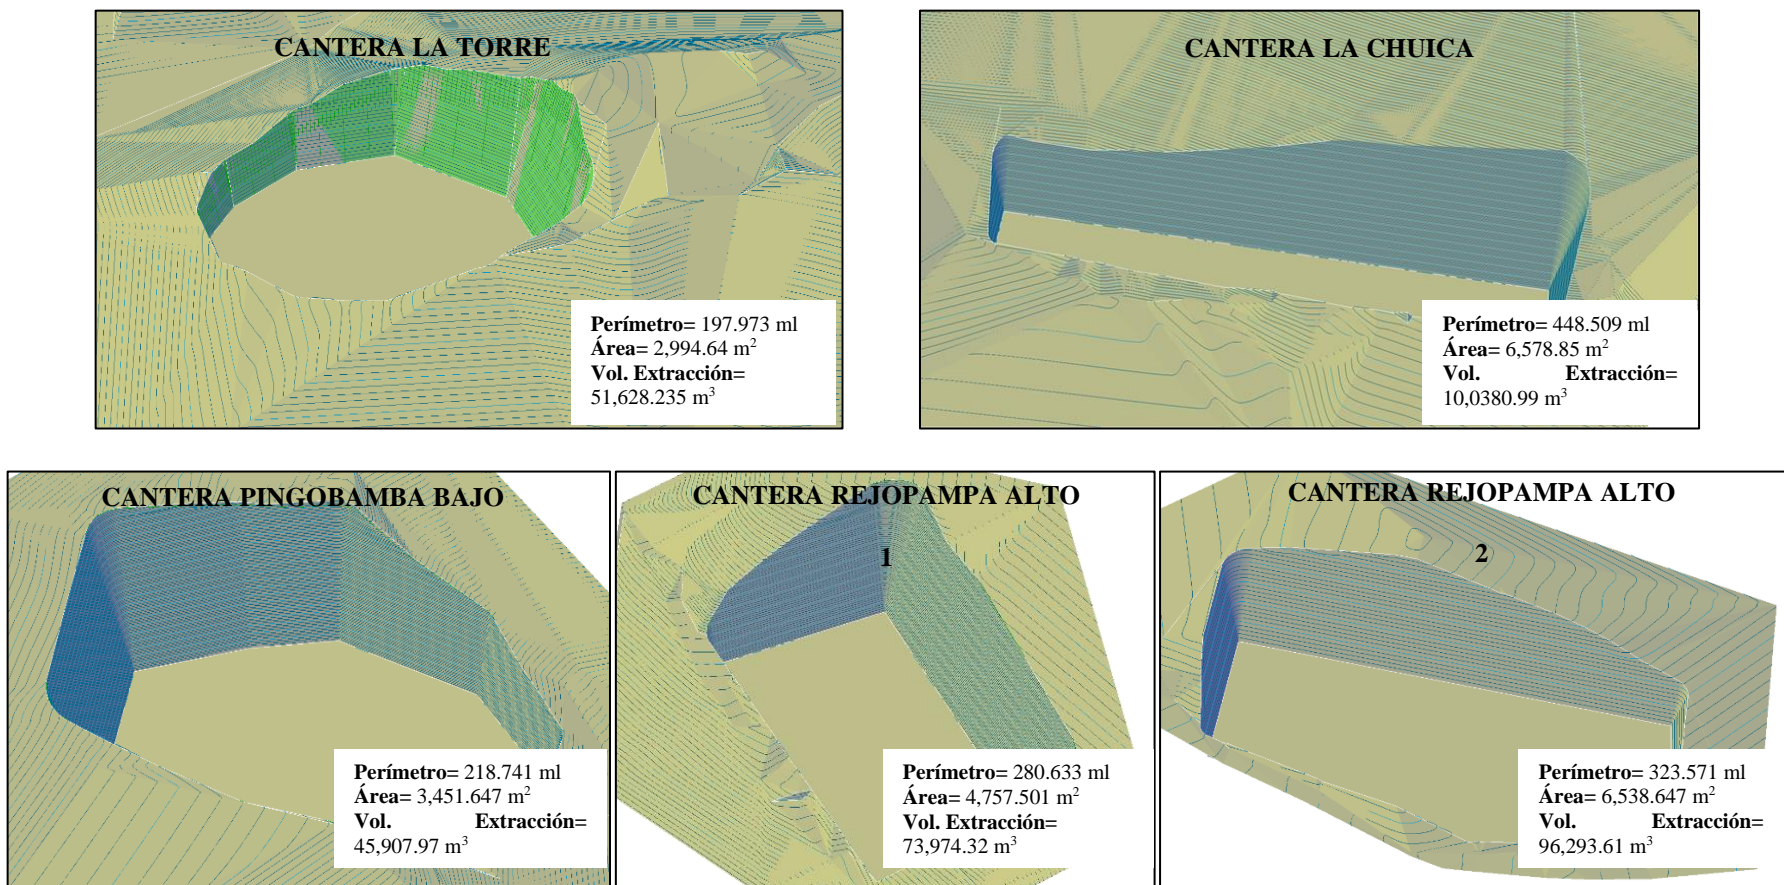 CANTERA LA TORRE
Perímetro= 197.973 ml
Área= 2,994.64 m²
Vol. Extracción=
51,628.235 m³
CANTERA LA CHUICA
Perímetro= 448.509 ml
Área= 6,578.85 m²
Vol. Extracción=
10,0380.99 m³
CANTERA PINGOBAMBA BAJO
Perímetro= 218.741 ml
Área= 3,451.647 m²
Vol. Extracción=
45,907.97 m³
CANTERA REJOPAMPA ALTO
1
Perímetro= 280.633 ml
Área= 4,757.501 m²
Vol. Extracción=
73,974.32 m³
CANTERA REJOPAMPA ALTO
2
Perímetro= 323.571 ml
Área= 6,538.647 m²
Vol. Extracción=
96,293.61 m³